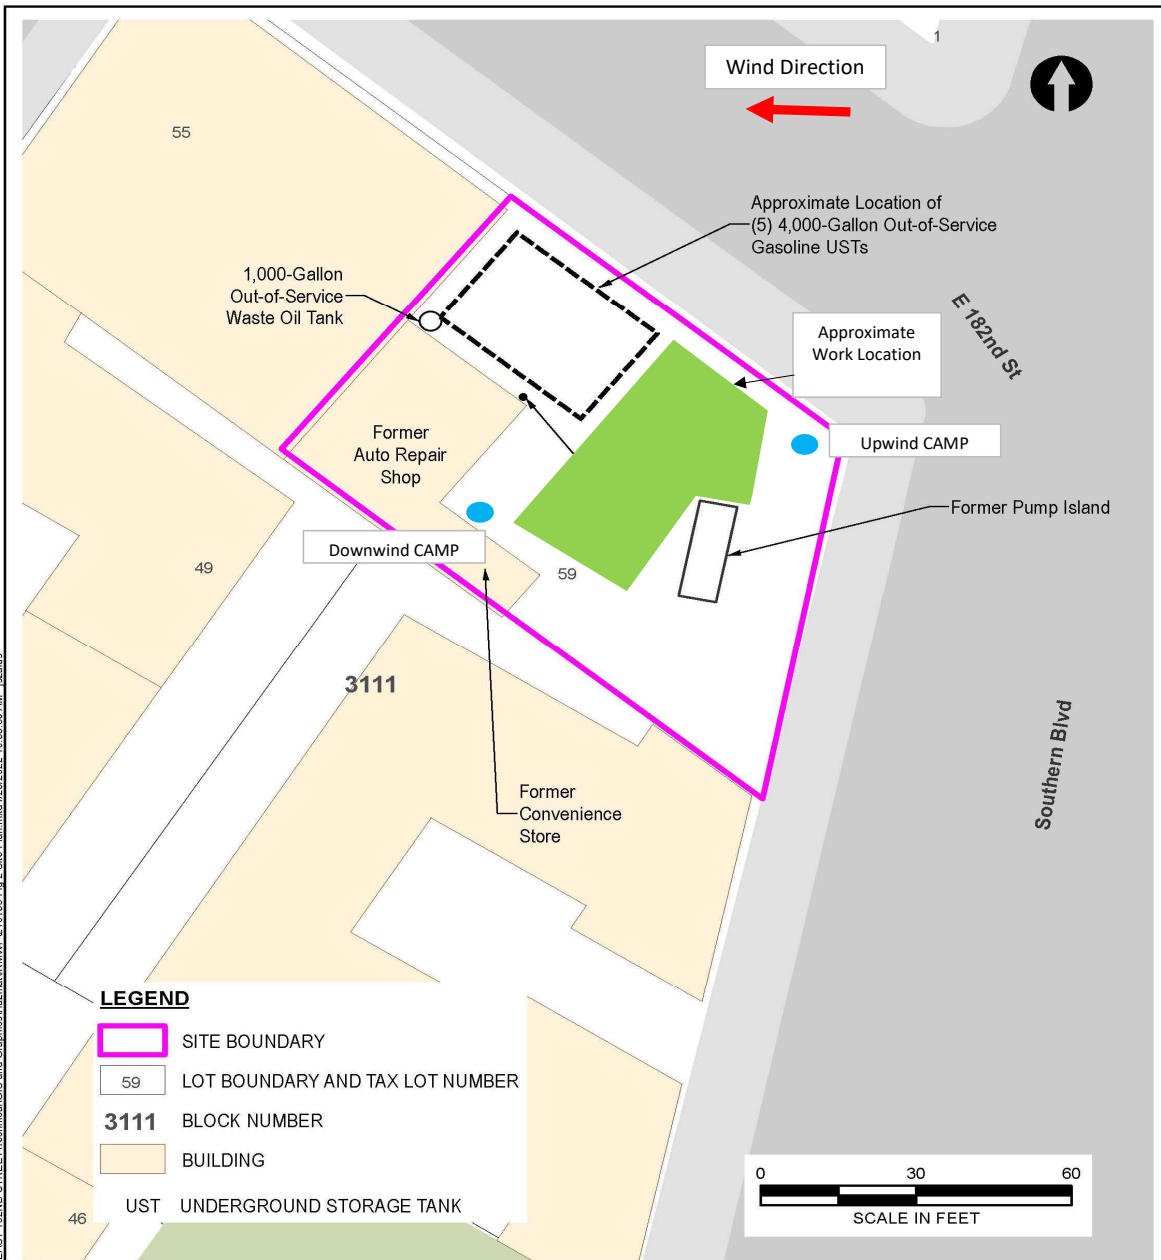 1
Wind Direction
55
Approximate Location of
(5) 4,000-Gallon Out-of-Service
Gasoline USTs
1,000-Gallon
Out-of-Service
Waste Oil Tank
E 182nd St
Approximate
Work Location
Former
Auto Repair
Shop
Upwind CAMP
Former Pump Island
Downwind CAMP
49
59
3111
Southern Blvd
Former
Convenience
Store
LEGEND
SITE BOUNDARY
59 LOT BOUNDARY AND TAX LOT NUMBER
3111 BLOCK NUMBER
BUILDING
UST UNDERGROUND STORAGE TANK
46
0 30 60
SCALE IN FEET